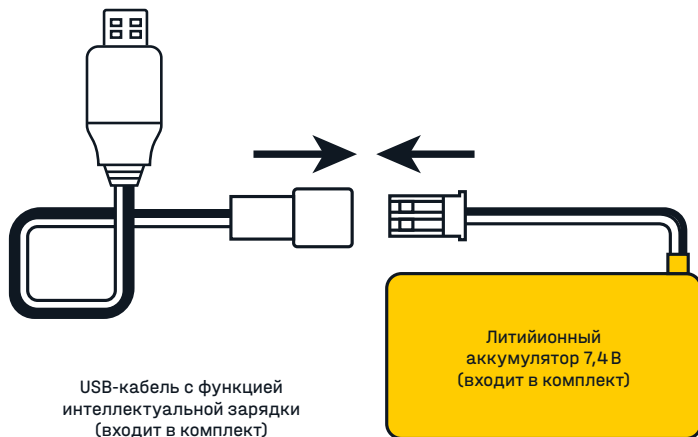 Литийионный
аккумулятор 7,4 В
(входит в комплект)
USB-кабель с функцией
интеллектуальной зарядки
(входит в комплект)